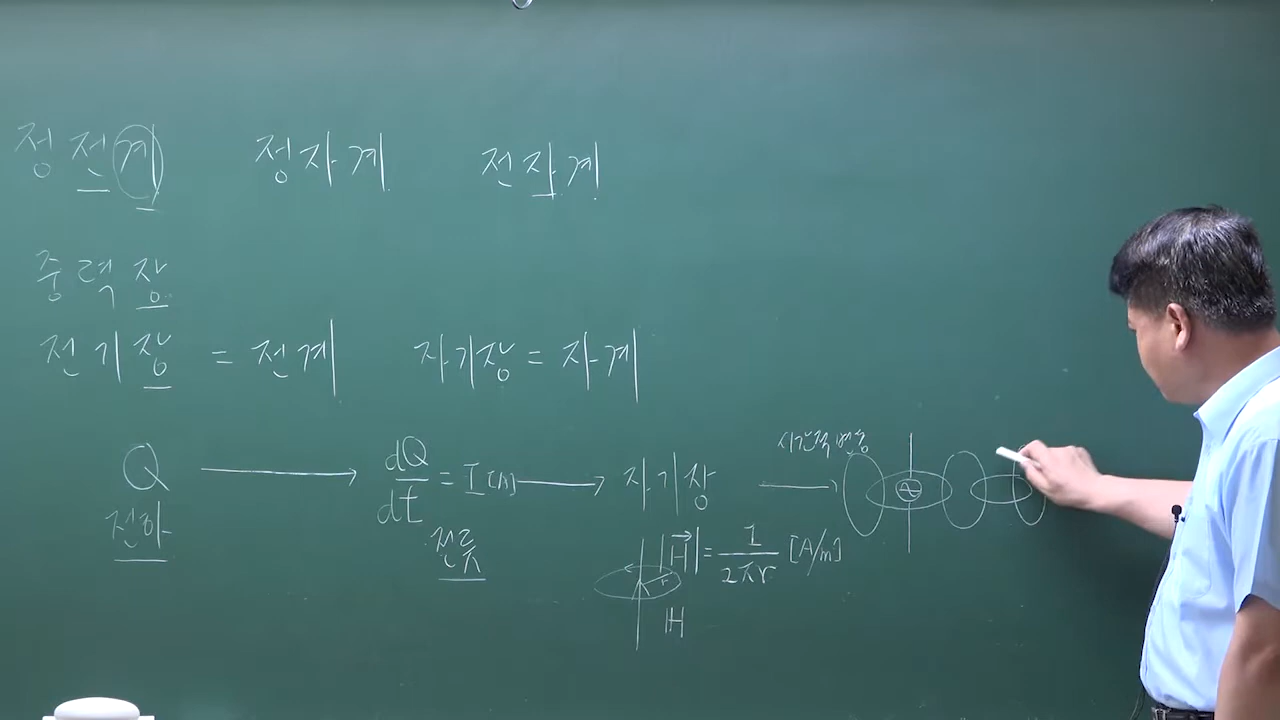 정전계 정자계 전자계
중력장
전기장 = 전계 자기장 = 자계
Q → dQ/dt = I [A] → 자기장 → 시간적 변동
전하 전류 |H⃗| = I/2πr [A/m]
r
H